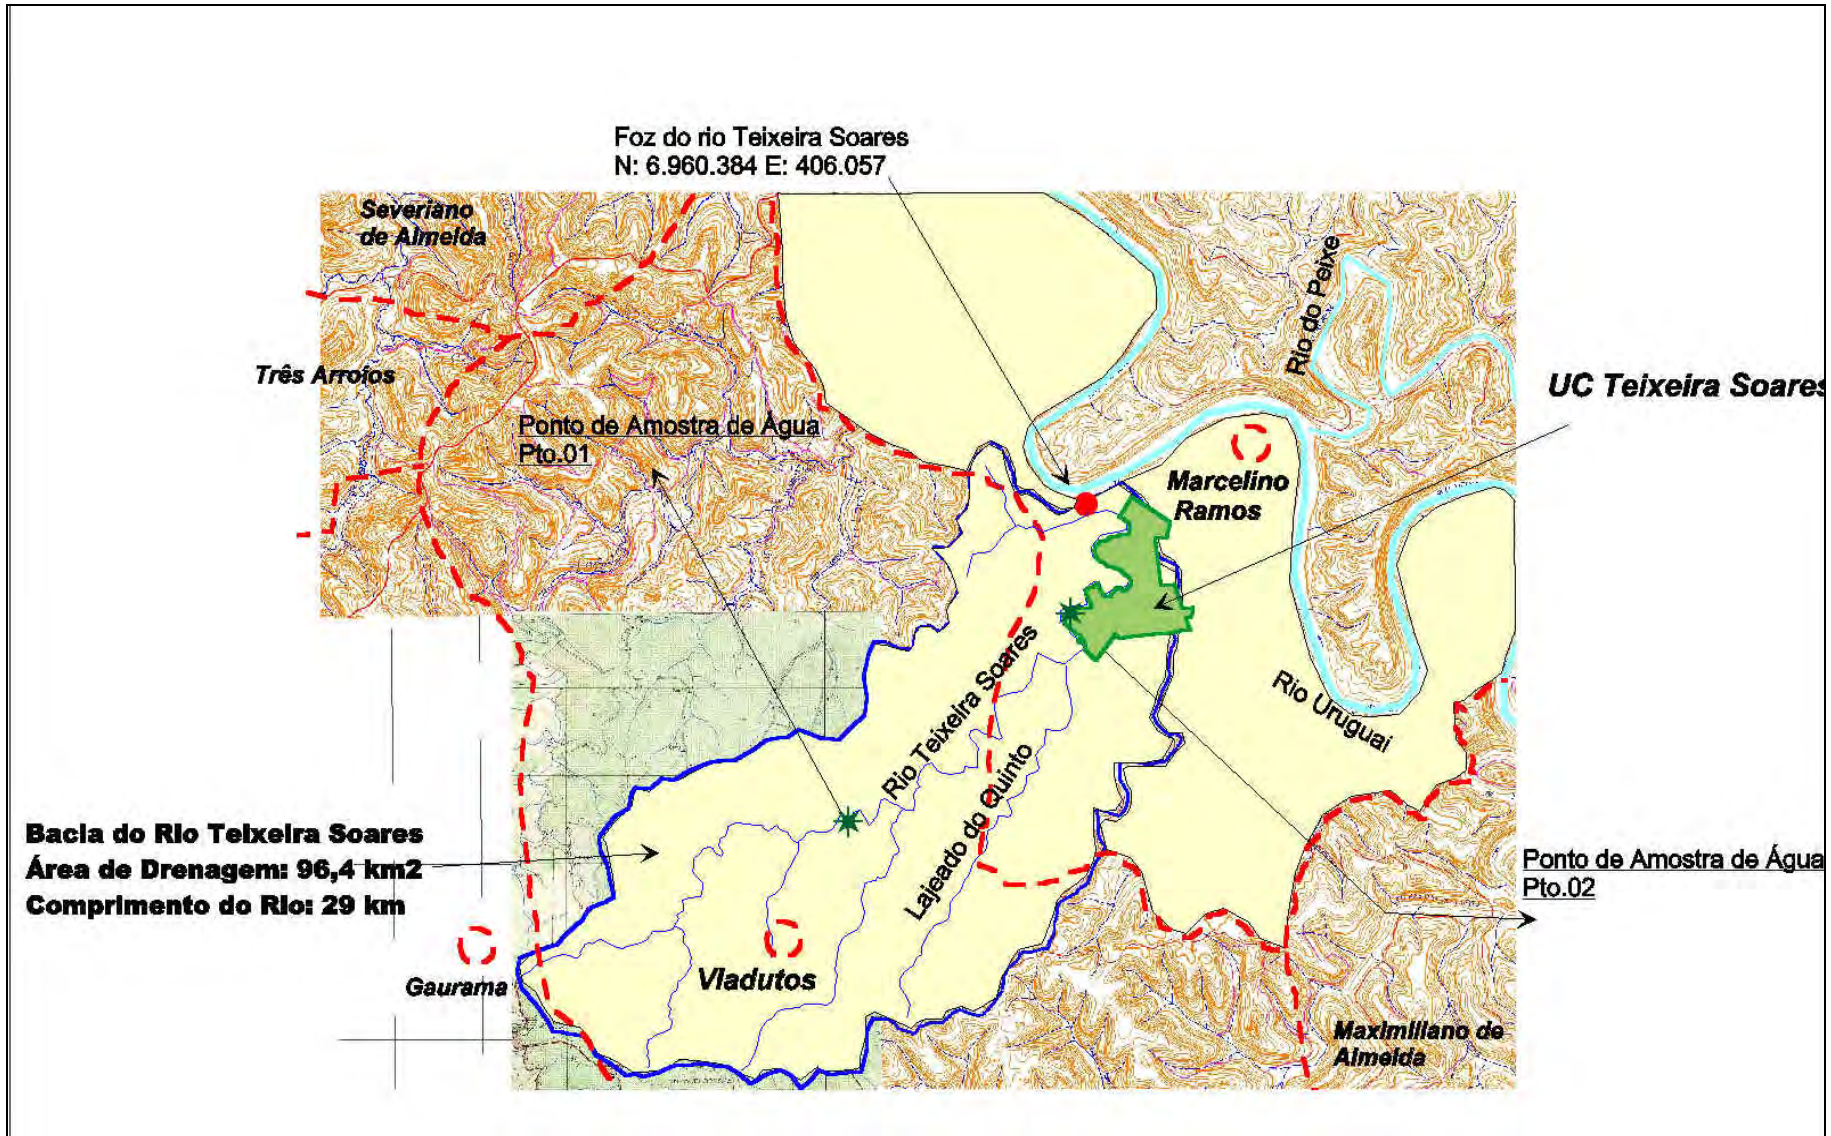 Foz do rio Teixeira Soares
N: 6.960.384 E: 406.057
Severiano
de Almeida
Rio do Peixe
Três Arroios
UC Teixeira Soares
Ponto de Amostra de Água
Pto.01
Marcelino
Ramos
Rio Teixeira Soares
Rio Uruguai
Lajeado do Quinto
Bacia do Rio Teixeira Soares
Área de Drenagem: 96,4 km2
Comprimento do Rio: 29 km
Ponto de Amostra de Água
Pto.02
Gaurama
Viadutos
Maximiliano de
Almeida